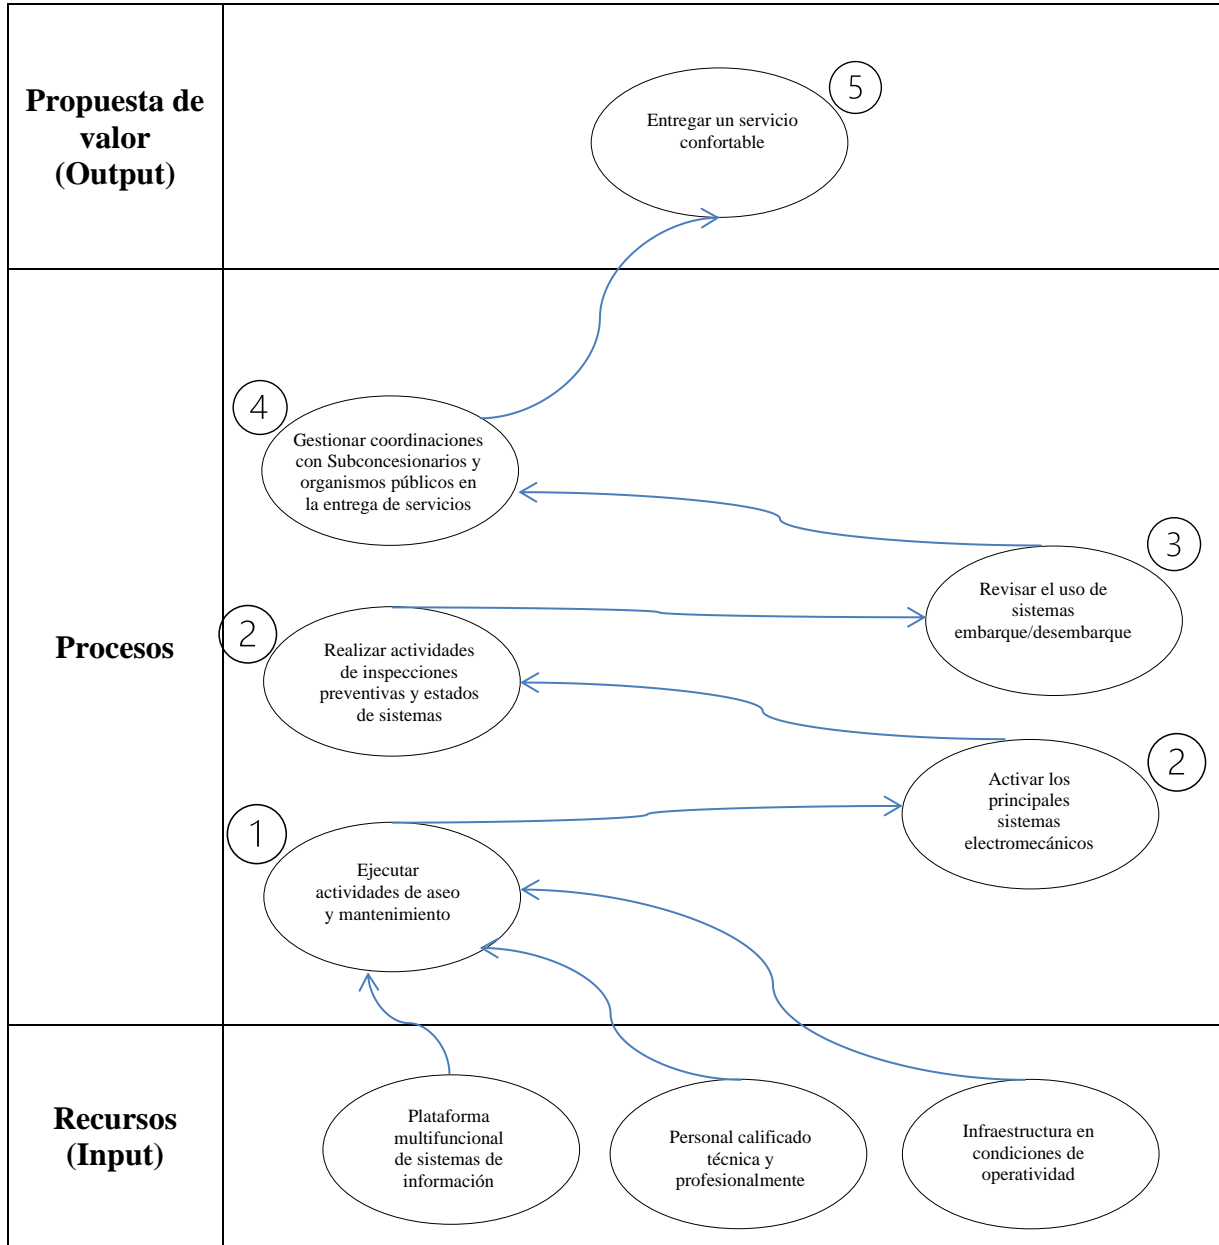 Propuesta de
valor
(Output)
5
Entregar un servicio
confortable
Procesos
4
Gestionar coordinaciones
con Subconcesionarios y
organismos públicos en
la entrega de servicios
3
Revisar el uso de
sistemas
embarque/desembarque
2
Realizar actividades
de inspecciones
preventivas y estados
de sistemas
2
Activar los
principales
sistemas
electromecánicos
1
Ejecutar
actividades de aseo
y mantenimiento
Recursos
(Input)
Plataforma
multifuncional
de sistemas de
información
Personal calificado
técnica y
profesionalmente
Infraestructura en
condiciones de
operatividad